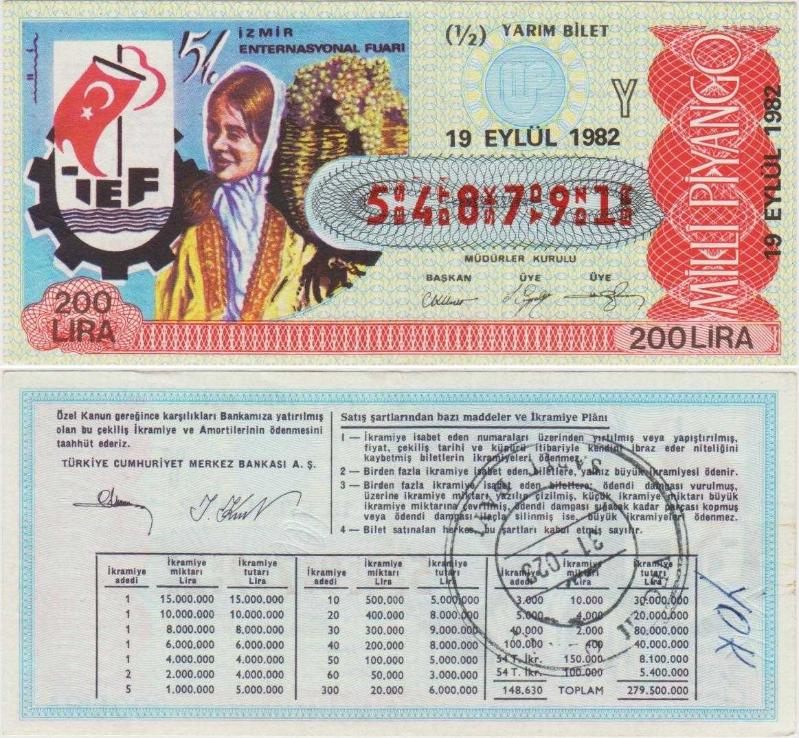 51.
İZMİR
ENTERNASYONAL FUARI
İEF
200
LİRA
(½) YARIM BİLET
Y
19 EYLÜL 1982
548791
MÜDÜRLER KURULU
BAŞKAN ÜYE ÜYE
200 LİRA
MİLLİ PİYANGO
19 EYLÜL 1982
Özel Kanun gereğince karşılıkları Bankamıza yatırılmış
olan bu çekiliş İkramiye ve Amortilerinin ödenmesini
taahhüt ederiz.
TÜRKİYE CUMHURİYET MERKEZ BANKASI A. Ş.
Satış şartlarından bazı maddeler ve İkramiye Plânı
1 — İkramiye isabet eden numaraları üzerinden yırtılmış veya yapıştırılmış,
fiyat, çekiliş tarihi ve küpürü itibariyle kendini ibraz eder niteliğini
kaybetmiş biletlerin İkramiyeleri ödenmez.
2 — Birden fazla ikramiye isabet eden biletlere, yalnız büyük ikramiyesi ödenir.
3 — Birden fazla ikramiye isabet eden biletlere, ödendi damgası vurulmuş,
üzerine ikramiye miktarı yazılıp çizilmiş, küçük ikramiye miktarı büyük
ikramiye miktarına çevrilmiş, ödendi damgası sığacak kadar parçası kopmuş
veya ödendi damgası ilaçla silinmiş ise büyük ikramiyeleri ödenmez.
4 — Bilet satınalan herkes, bu şartları kabul etmiş sayılır.
İkramiye adedi İkramiye miktarı Lira İkramiye tutarı Lira İkramiye adedi İkramiye miktarı Lira İkramiye tutarı Lira İkramiye adedi İkramiye miktarı Lira İkramiye tutarı Lira
1 15.000.000 15.000.000 10 500.000 5.000.000 3.000 10.000 30.000.000
1 10.000.000 10.000.000 20 400.000 8.000.000 5.000 4.000 20.000.000
1 8.000.000 8.000.000 30 300.000 9.000.000 40.000 2.000 80.000.000
1 6.000.000 6.000.000 40 200.000 8.000.000 100.000 400 40.000.000
1 4.000.000 4.000.000 50 100.000 5.000.000 54 T. İkr. 150.000 8.100.000
2 2.000.000 4.000.000 60 50.000 3.000.000 54 T. İkr. 100.000 5.400.000
5 1.000.000 5.000.000 300 20.000 6.000.000 148.630 TOPLAM 279.500.000
YOK